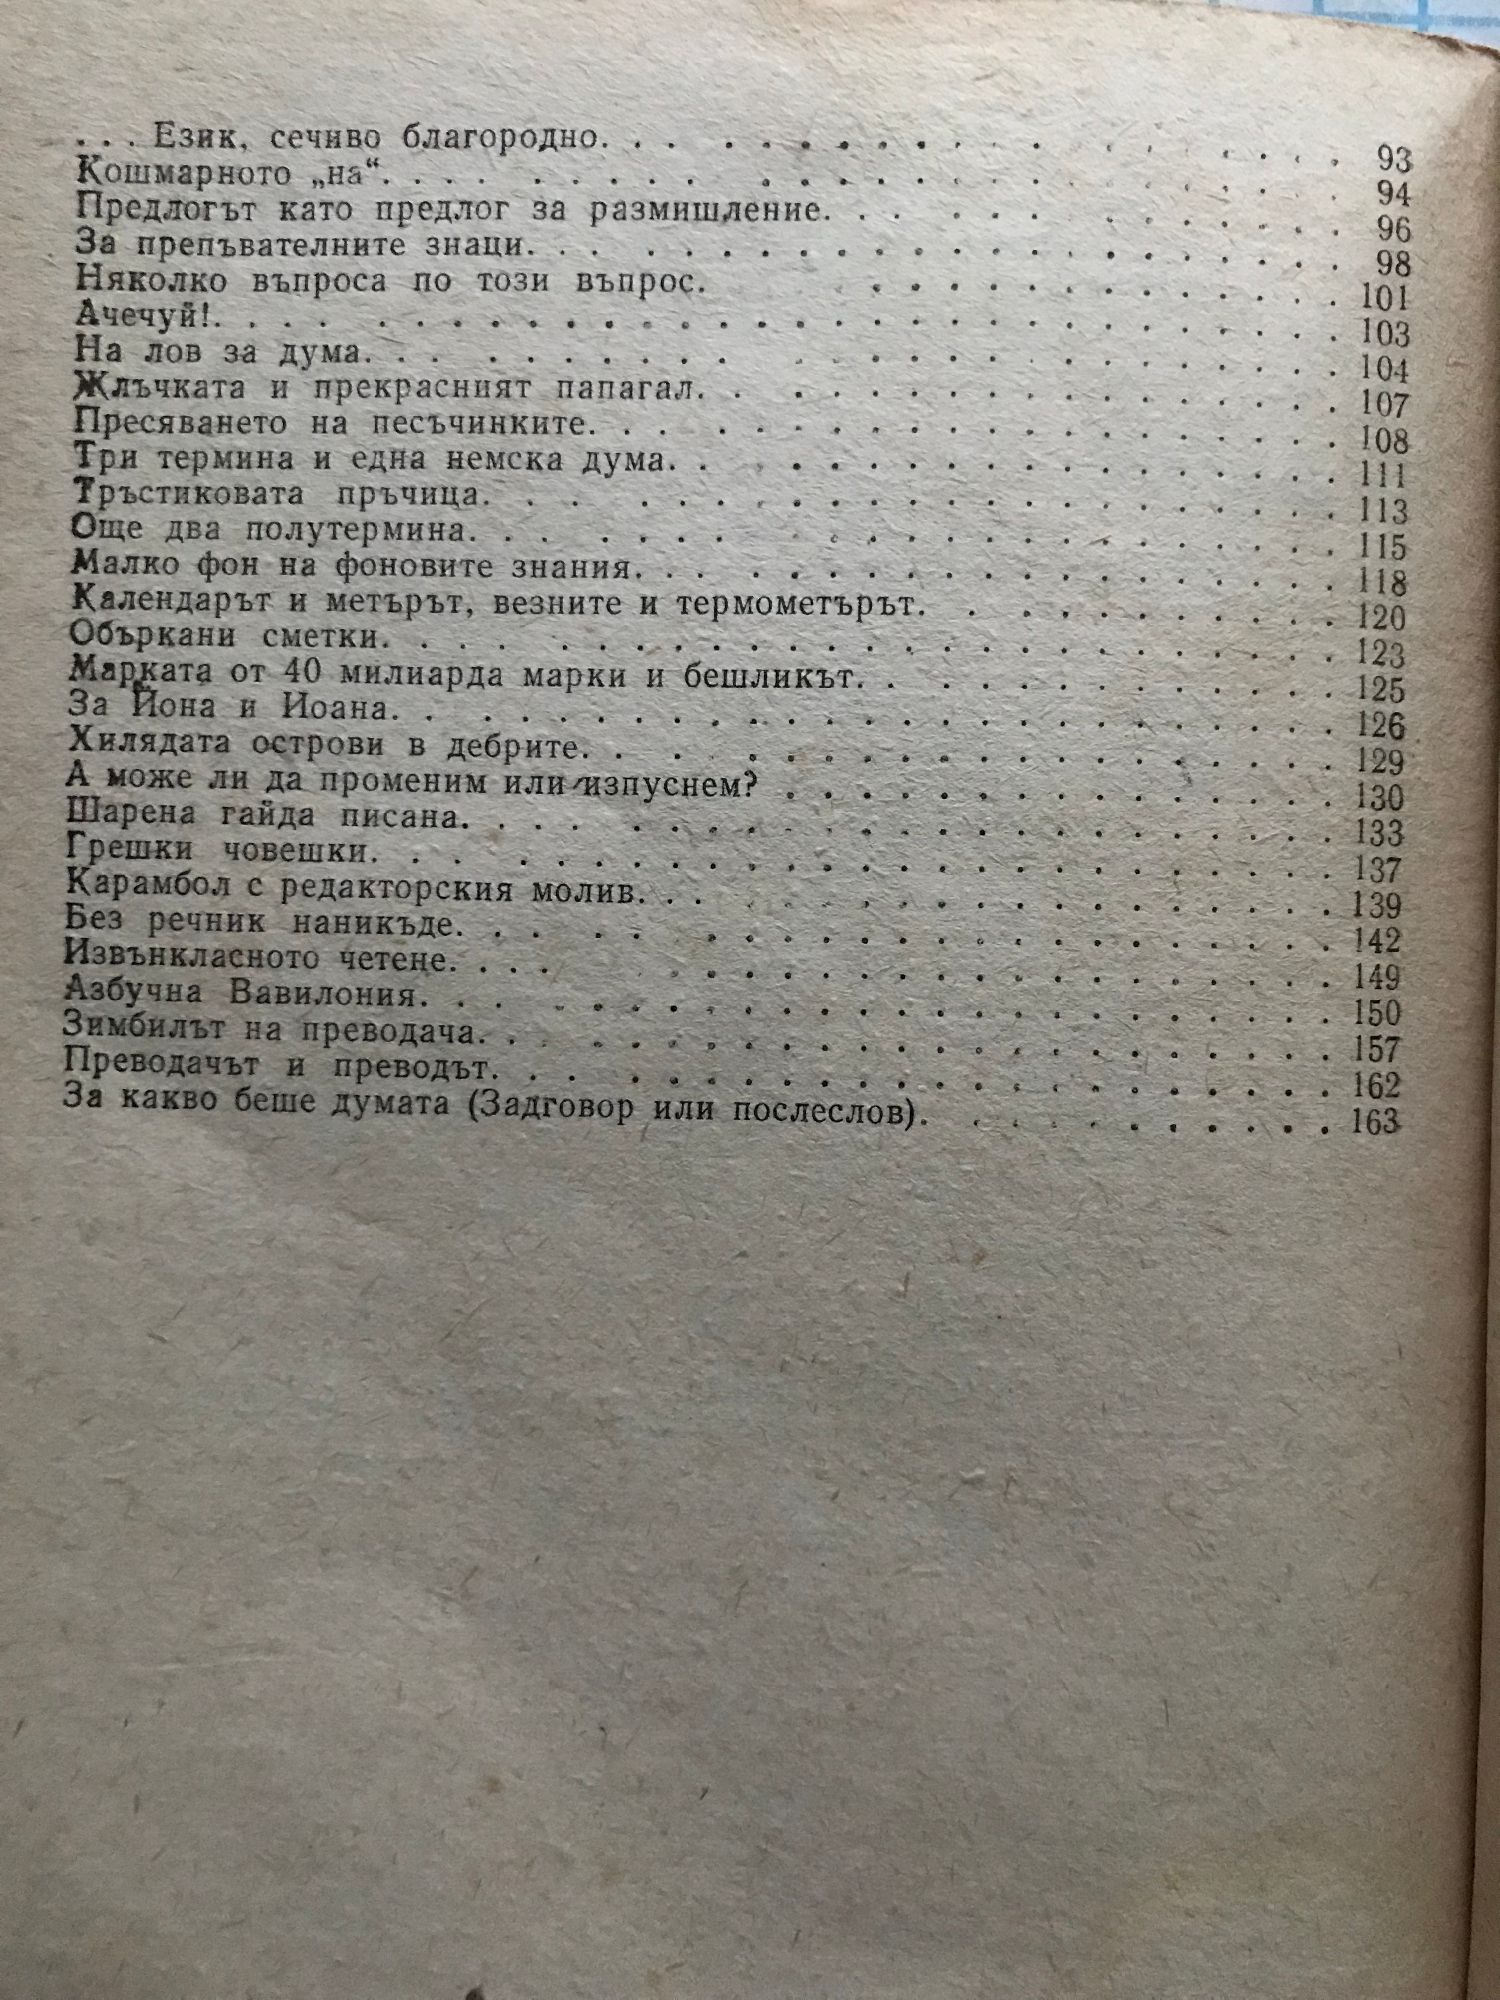 ...Език, сечиво благородно. 93
Кошмарното „на“. 94
Предлогът като предлог за размишление. 96
За препъвателните знаци. 98
Няколко въпроса по този въпрос. 101
Ачечуй!. 103
На лов за дума. 104
Жлъчката и прекрасният папагал. 107
Пресяването на песъчинките. 108
Три термина и една немска дума. 111
Тръстиковата пръчица. 113
Още два полутермина. 115
Малко фон на фоновите знания. 118
Календарът и метърът, везните и термометърът. 120
Объркани сметки. 123
Марката от 40 милиарда марки и бешликът. 125
За Йона и Иоана. 126
Хилядата острови в дебрите. 129
А може ли да променим или изпуснем? 130
Шарена гайда писана. 133
Грешки човешки. 137
Карамбол с редакторския молив. 139
Без речник наникъде. 142
Извънкласното четене. 149
Азбучна Вавилония. 150
Зимбилът на преводача. 157
Преводачът и преводът. 162
За какво беше думата (Задговор или послеслов). 163